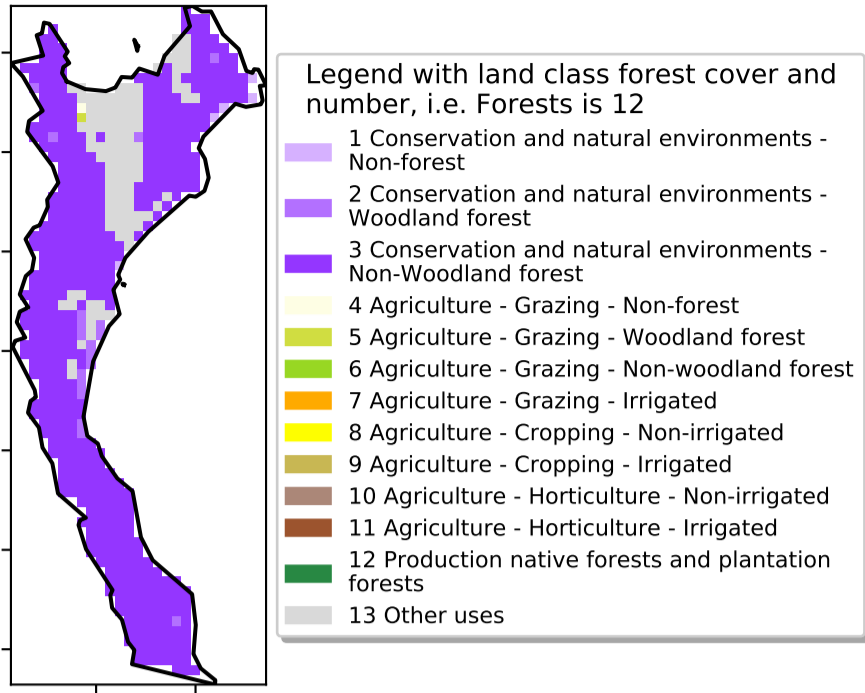 Legend with land class forest cover and
number, i.e. Forests is 12
1 Conservation and natural environments -
Non-forest
2 Conservation and natural environments -
Woodland forest
3 Conservation and natural environments -
Non-Woodland forest
4 Agriculture - Grazing - Non-forest
5 Agriculture - Grazing - Woodland forest
6 Agriculture - Grazing - Non-woodland forest
7 Agriculture - Grazing - Irrigated
8 Agriculture - Cropping - Non-irrigated
9 Agriculture - Cropping - Irrigated
10 Agriculture - Horticulture - Non-irrigated
11 Agriculture - Horticulture - Irrigated
12 Production native forests and plantation
forests
13 Other uses